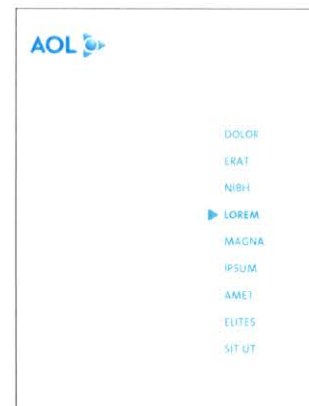 AOL
DOLOR
ERAT
NIBH
LOREM
MAGNA
IPSUM
AMET
ELITES
SIT UT